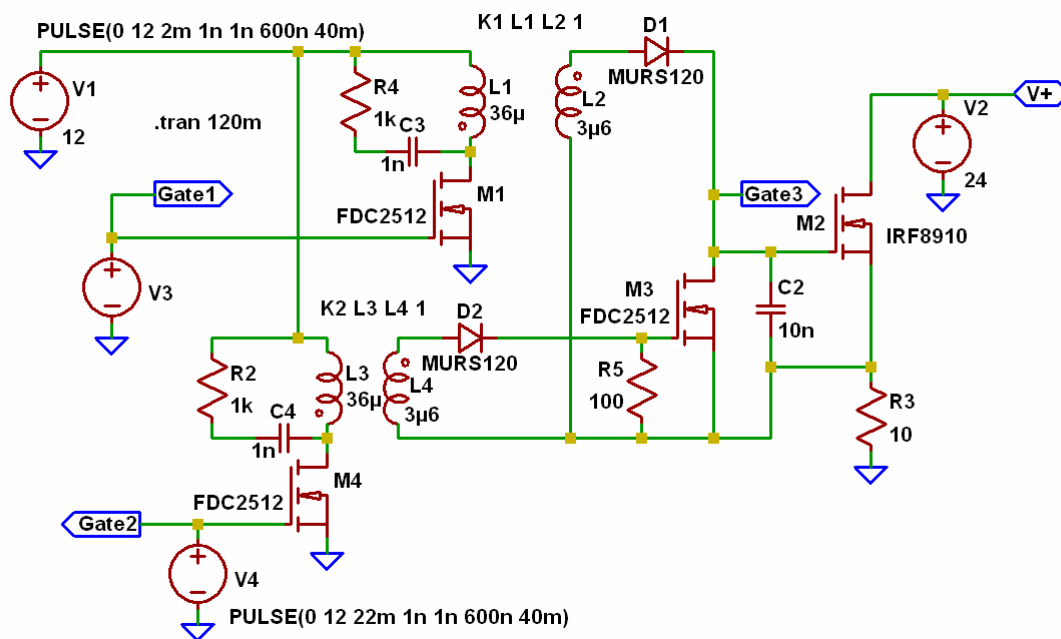 K1 L1 L2 1
D1
PULSE(0 12 2m 1n 1n 600n 40m)
MURS120
V1
12
.tran 120m
R4
1k
C3
1n
L1
36µ
L2
3µ6
V+
V2
24
Gate1
M1
FDC2512
Gate3
M2
IRF8910
V3
M3
FDC2512
C2
10n
K2 L3 L4 1
D2
MURS120
R2
1k
L3
36µ
L4
3µ6
R5
100
R3
10
C4
1n
M4
FDC2512
Gate2
V4
PULSE(0 12 22m 1n 1n 600n 40m)